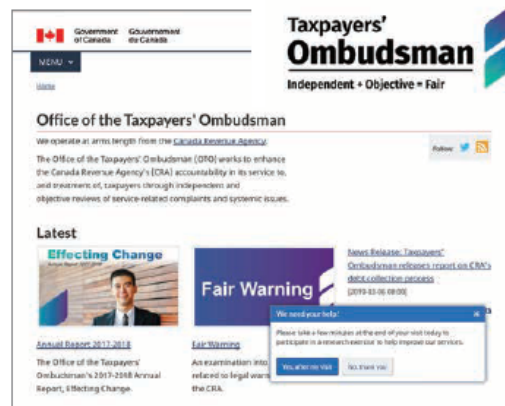 Government of Canada
Gouvernement du Canada
Taxpayers'
Ombudsman
Independent + Objective = Fair
MENU
Home
Office of the Taxpayers' Ombudsman
We operate at arms length from the Canada Revenue Agency.
The Office of the Taxpayers' Ombudsman (OTO) works to enhance
the Canada Revenue Agency's (CRA) accountability in its service to,
and treatment of, taxpayers through independent and
objective reviews of service-related complaints and systemic issues.
Follow:
Latest
Effecting Change
Annual Report 2017-2018
Fair Warning
News Release: Taxpayers'
Ombudsman releases report on CRA's
debt collection process
[2019-03-06 08:00]
Annual Report 2017-2018
The Office of the Taxpayers'
Ombudsman's 2017-2018 Annual
Report, Effecting Change.
Fair Warning
An examination into
related to legal warn
the CRA.
We need your help!
Please take a few minutes at the end of your visit today to
participate in a research exercise to help improve our services.
Yes, after my visit
No, thank you